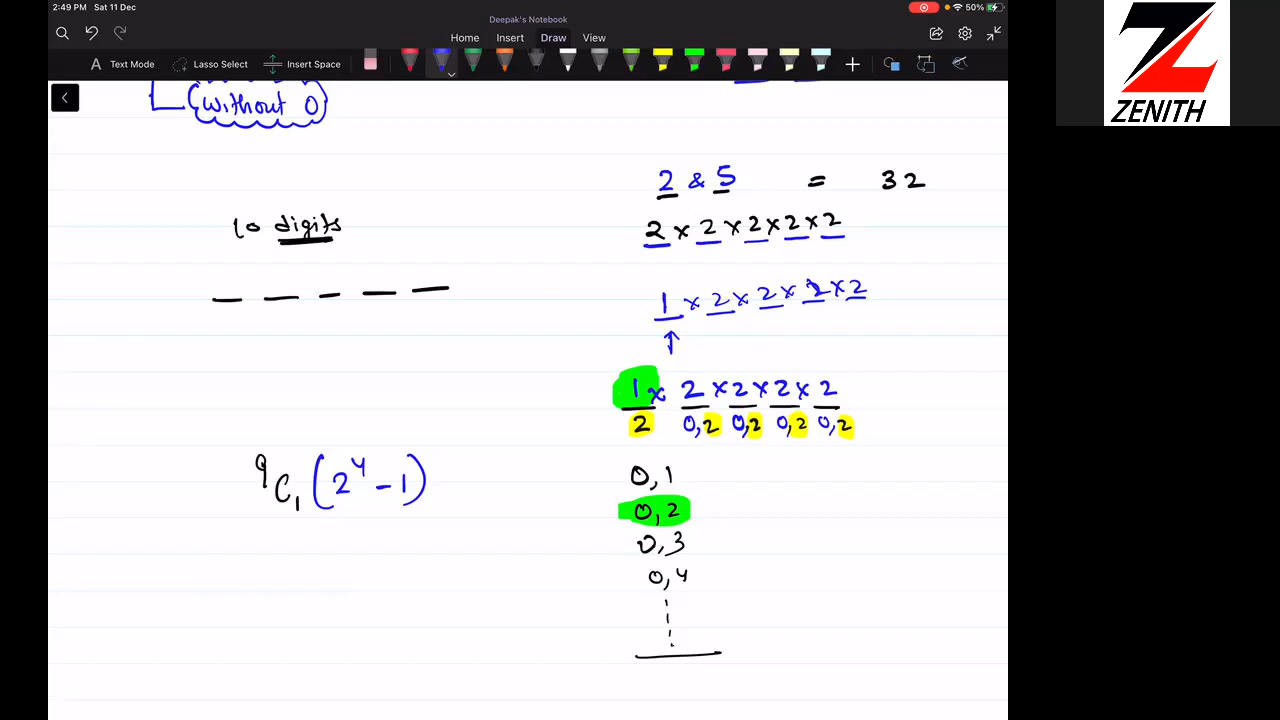 2:49 PM Sat 11 Dec
50%
Deepak's Notebook
Home Insert Draw View
Text Mode Lasso Select Insert Space
ZENITH
(without 0)
2 & 5 = 32
2 × 2 × 2 × 2 × 2
10 digits
1 × 2 × 2 × 2 × 2
1 × 2 × 2 × 2 × 2
2 0,2 0,2 0,2 0,2
⁹C₁ (2⁴ - 1)
0,1
0,2
0,3
0,4